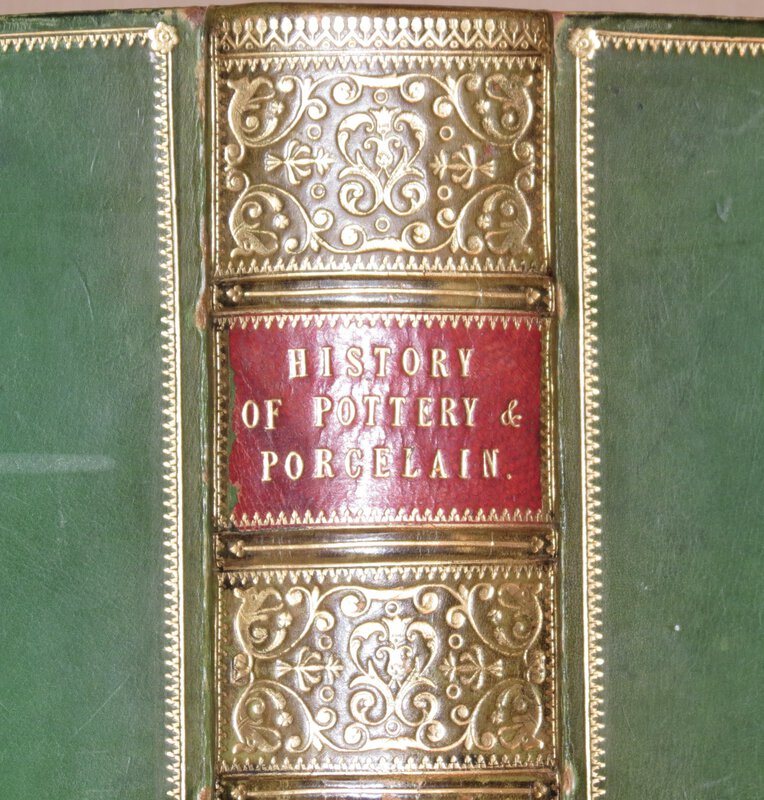 HISTORY
OF POTTERY &
PORCELAIN.